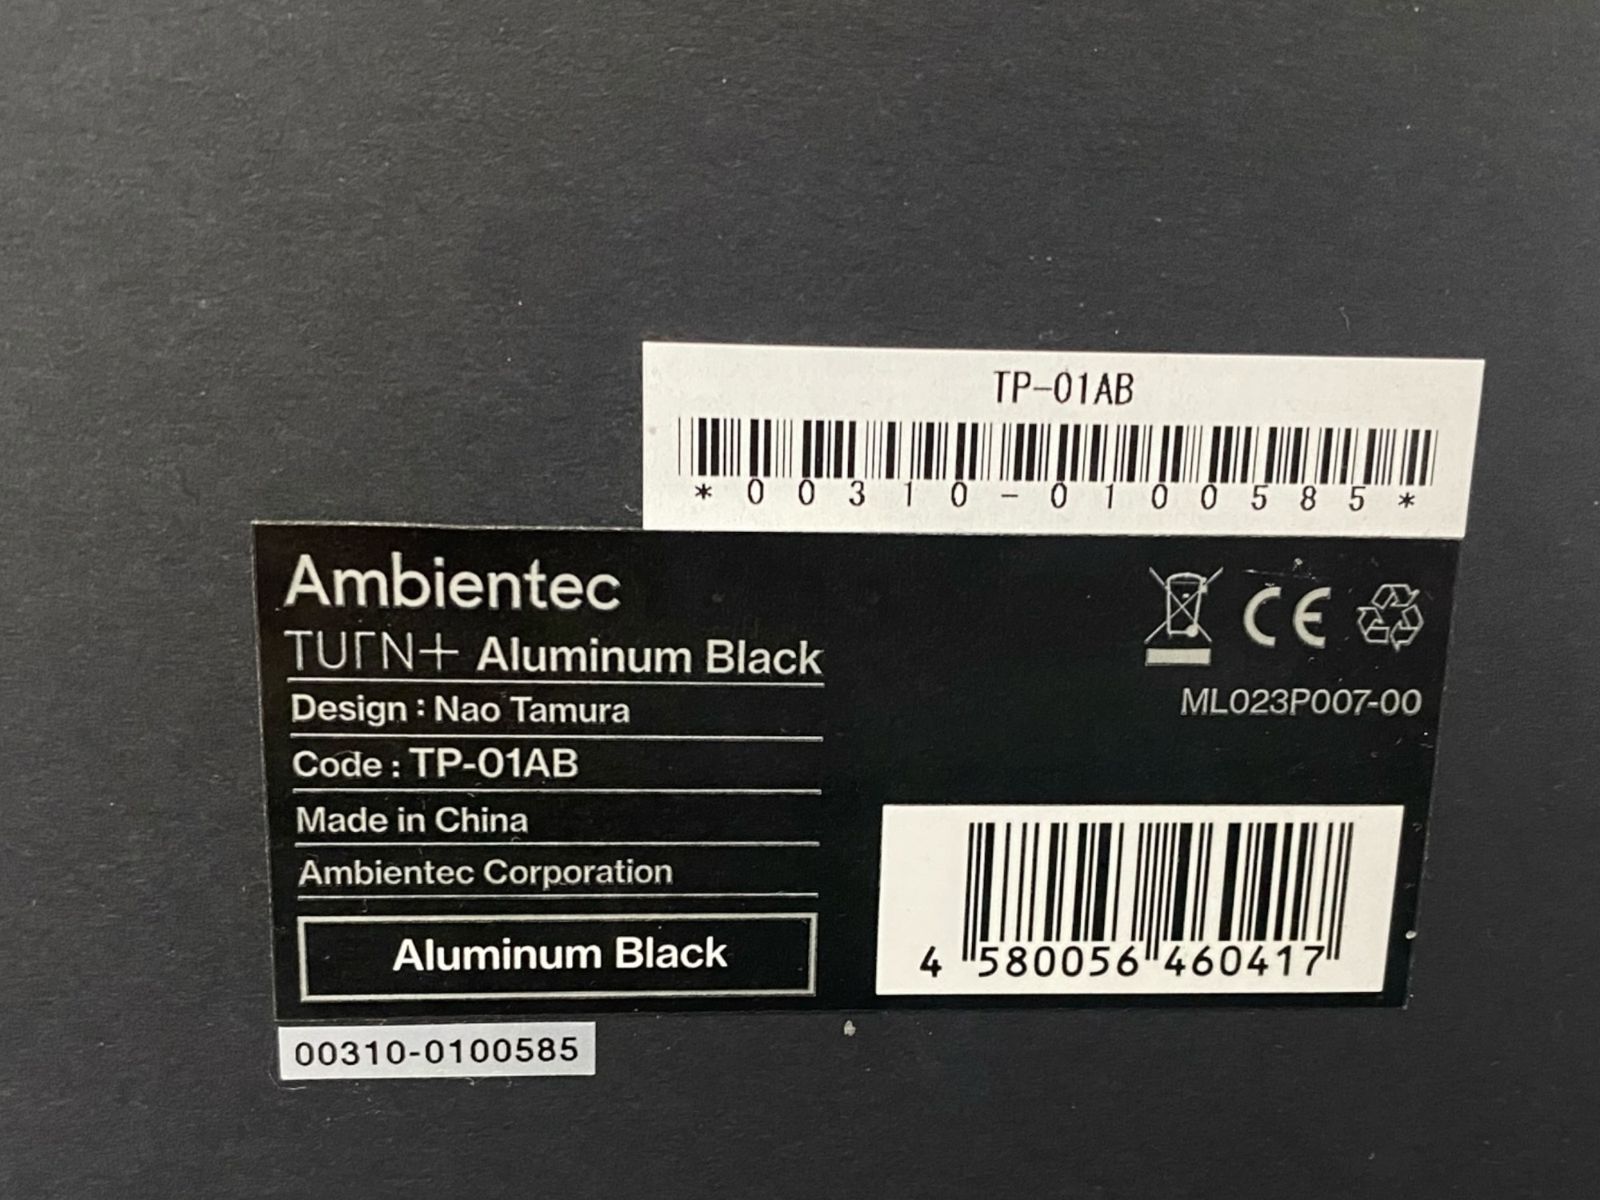 TP-01AB
*00310-0100585*
Ambientec
TURN+ Aluminum Black
Design : Nao Tamura
Code : TP-01AB
Made in China
Ambientec Corporation
Aluminum Black
CE
ML023P007-00
4 580056 460417
00310-0100585